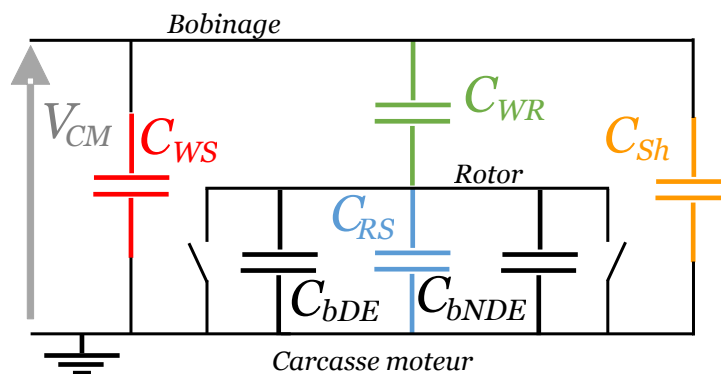 Bobinage
V_CM
C_WS
C_WR
C_Sh
Rotor
C_RS
C_bDE
C_bNDE
Carcasse moteur